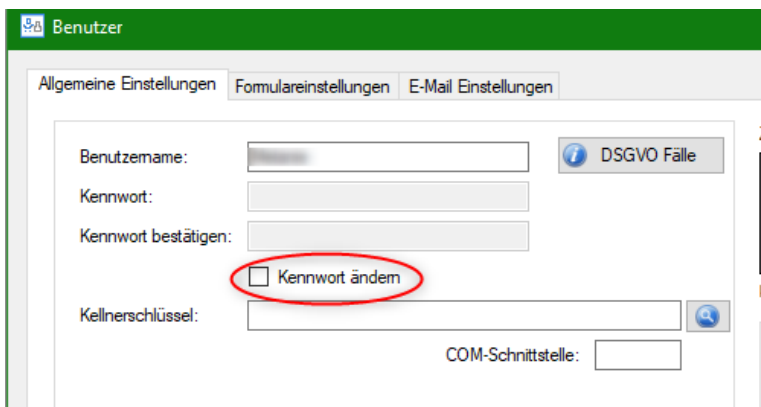 Benutzer
Allgemeine Einstellungen Formulareinstellungen E-Mail Einstellungen
Benutzername: DSGVO Fälle
Kennwort:
Kennwort bestätigen:
Kennwort ändern
Kellnerschlüssel:
COM-Schnittstelle: